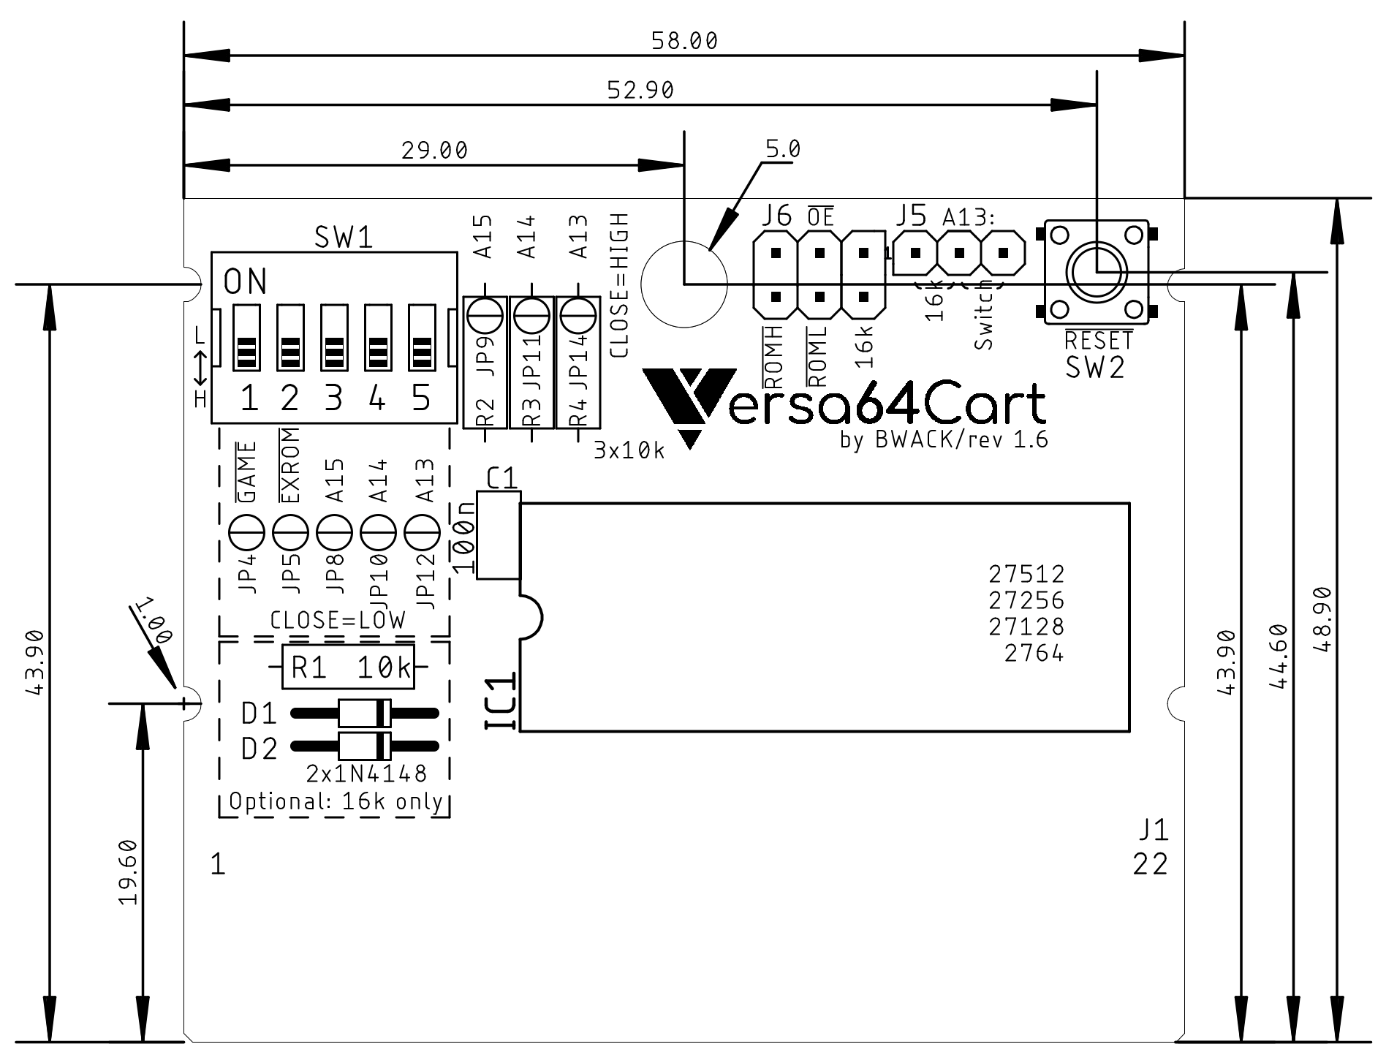 58.00
52.90
29.00
5.0
J6 OE J5 A13:
SW1
A15
A14
A13
CLOSE=HIGH
ON
L
H
1 2 3 4 5
R2 JP9
R3 JP11
R4 JP14
3x10k
16k
Switch
ROMH
ROML
16k
RESET
SW2
Versa64Cart
by BWACK/rev 1.6
GAME
EXROM
A15
A14
A13
JP4
JP5
JP8
JP10
JP12
CLOSE=LOW
C1
100n
27512
27256
27128
2764
IC1
R1 10k
D1
D2
2x1N4148
Optional: 16k only
1.00
43.90
19.60
43.90
44.60
48.90
J1
1
22